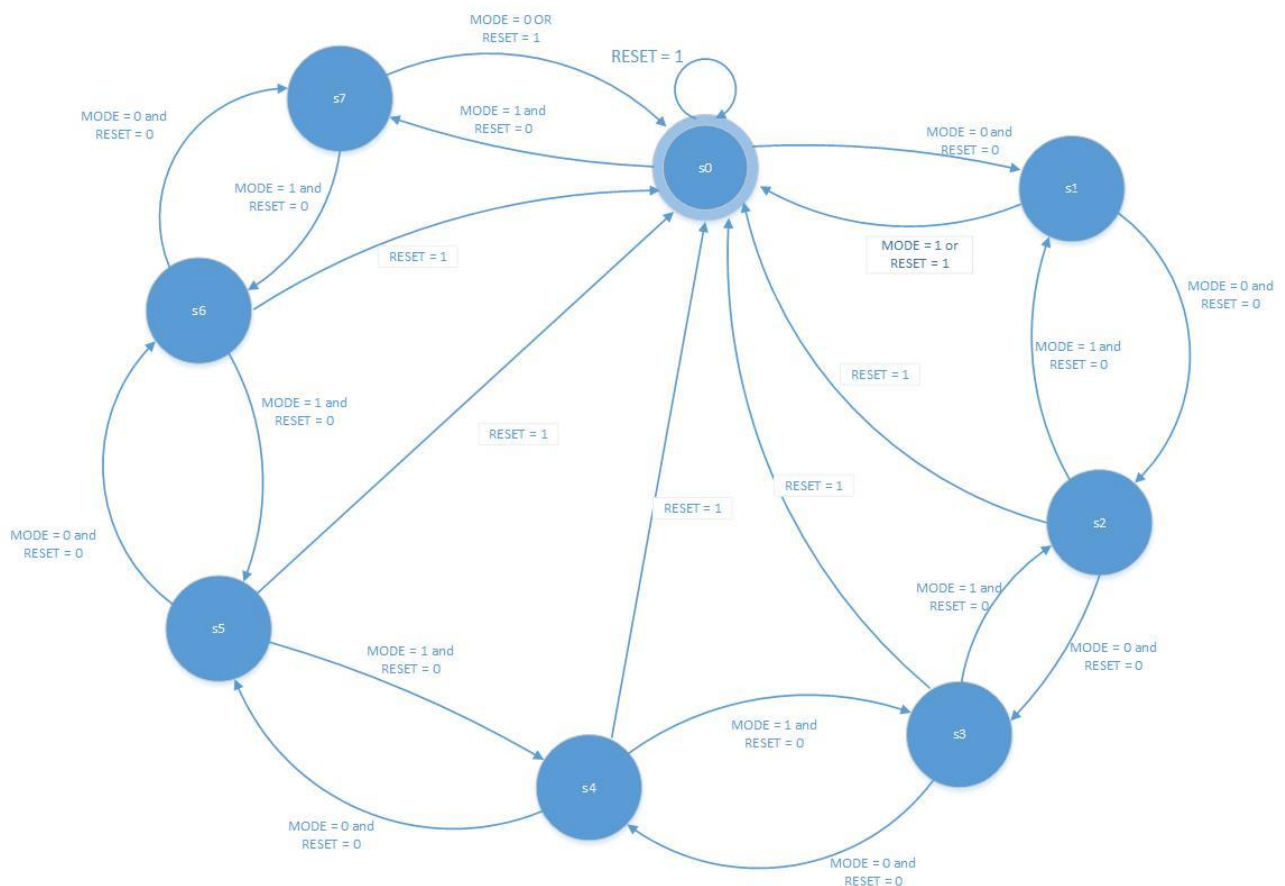 MODE = 0 OR
RESET = 1
RESET = 1
s7
MODE = 0 and
RESET = 0
MODE = 1 and
RESET = 0
MODE = 0 and
RESET = 0
s0
s1
MODE = 1 and
RESET = 0
RESET = 1
MODE = 1 or
RESET = 1
MODE = 0 and
RESET = 0
s6
MODE = 1 and
RESET = 0
RESET = 1
MODE = 1 and
RESET = 0
RESET = 1
RESET = 1
RESET = 1
s2
MODE = 0 and
RESET = 0
MODE = 1 and
RESET = 0
s5
MODE = 1 and
RESET = 0
MODE = 0 and
RESET = 0
MODE = 1 and
RESET = 0
s3
s4
MODE = 0 and
RESET = 0
MODE = 0 and
RESET = 0